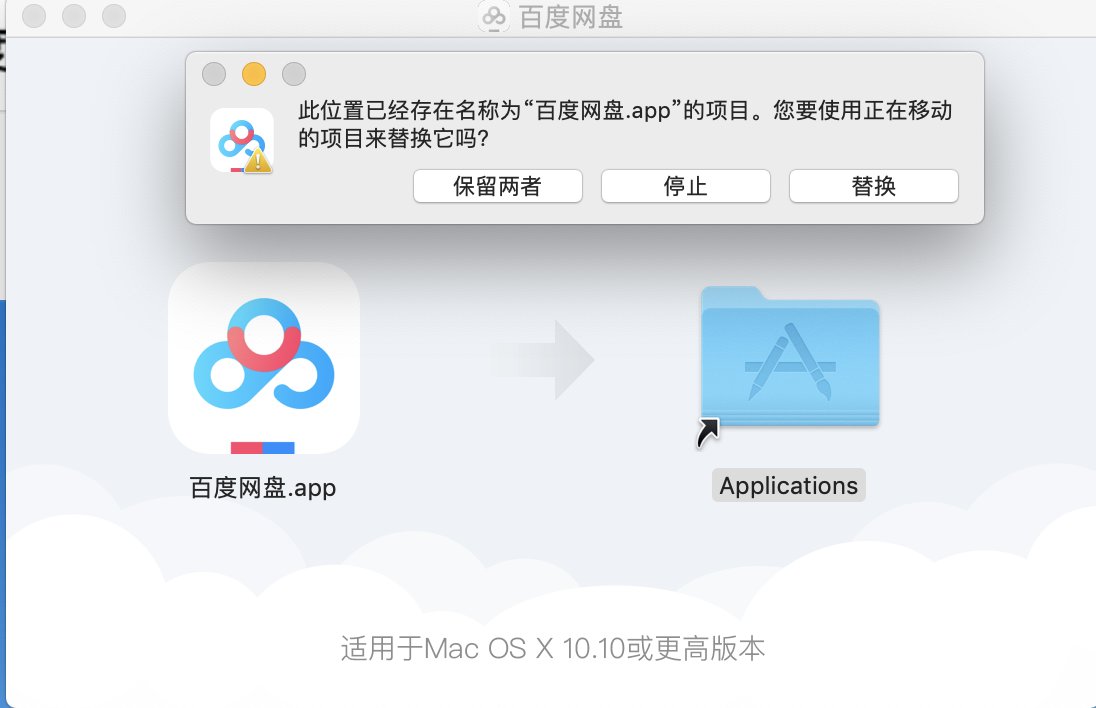 百度网盘
此位置已经存在名称为“百度网盘.app”的项目。您要使用正在移动
的项目来替换它吗?
保留两者
停止
替换
百度网盘.app
Applications
适用于Mac OS X 10.10或更高版本